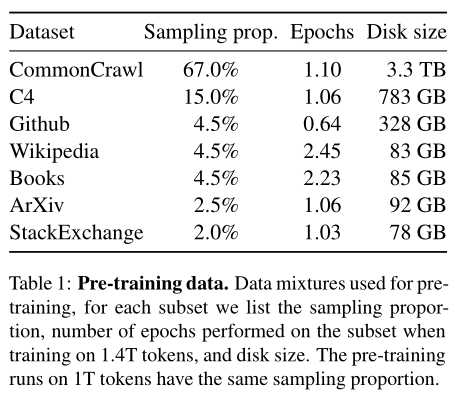 Dataset Sampling prop. Epochs Disk size
CommonCrawl 67.0% 1.10 3.3 TB
C4 15.0% 1.06 783 GB
Github 4.5% 0.64 328 GB
Wikipedia 4.5% 2.45 83 GB
Books 4.5% 2.23 85 GB
ArXiv 2.5% 1.06 92 GB
StackExchange 2.0% 1.03 78 GB
Table 1: Pre-training data. Data mixtures used for pre-
training, for each subset we list the sampling propor-
tion, number of epochs performed on the subset when
training on 1.4T tokens, and disk size. The pre-training
runs on 1T tokens have the same sampling proportion.